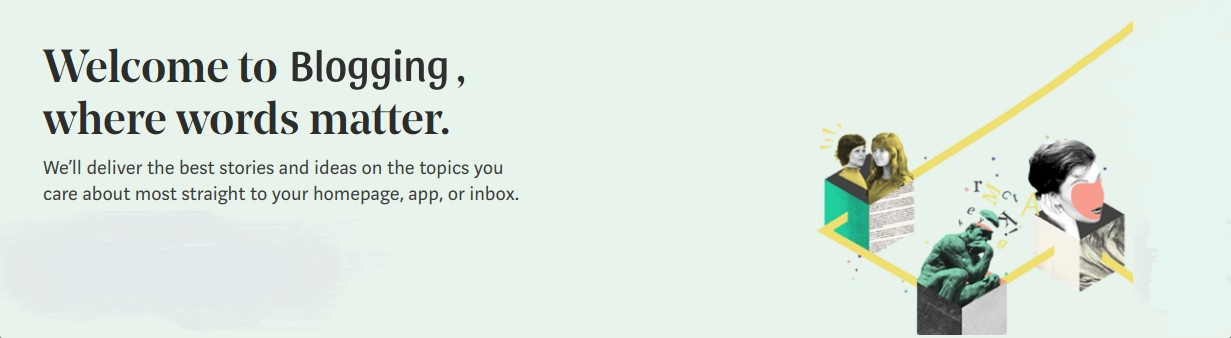 Welcome to Blogging,
where words matter.
We'll deliver the best stories and ideas on the topics you
care about most straight to your homepage, app, or inbox.